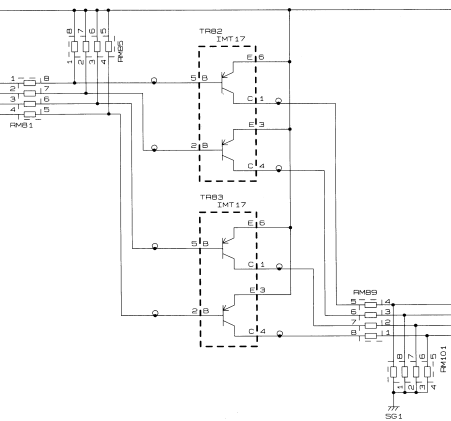 8 7 6 5
RM85
1 2 3 4
TR82
IMT17
E 6
1 8
2 7
3 6
4 5
RM81
5 B
C 1
E 3
2 B
C 4
TR83
IMT17
E 6
5 B
C 1
E 3
2 B
C 4
RM89
5 4
6 3
7 2
8 1
8 7 6 5
RM101
1 2 3 4
SG1